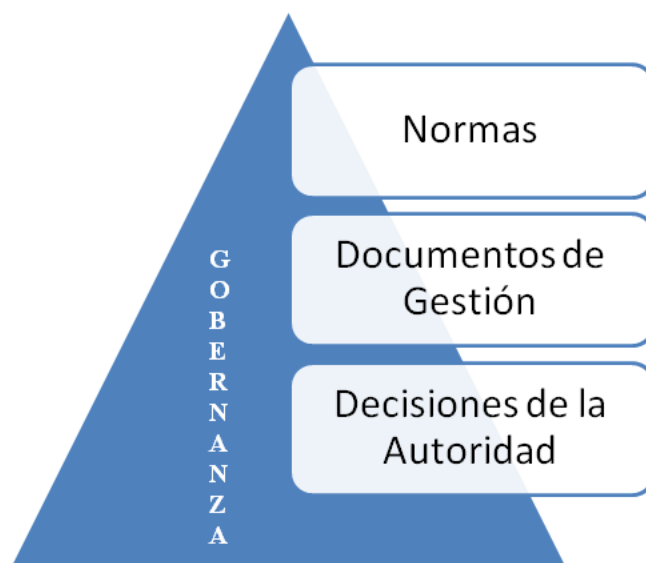 Normas
Documentos de
Gestión
Decisiones de la
Autoridad
GOBERNANZA